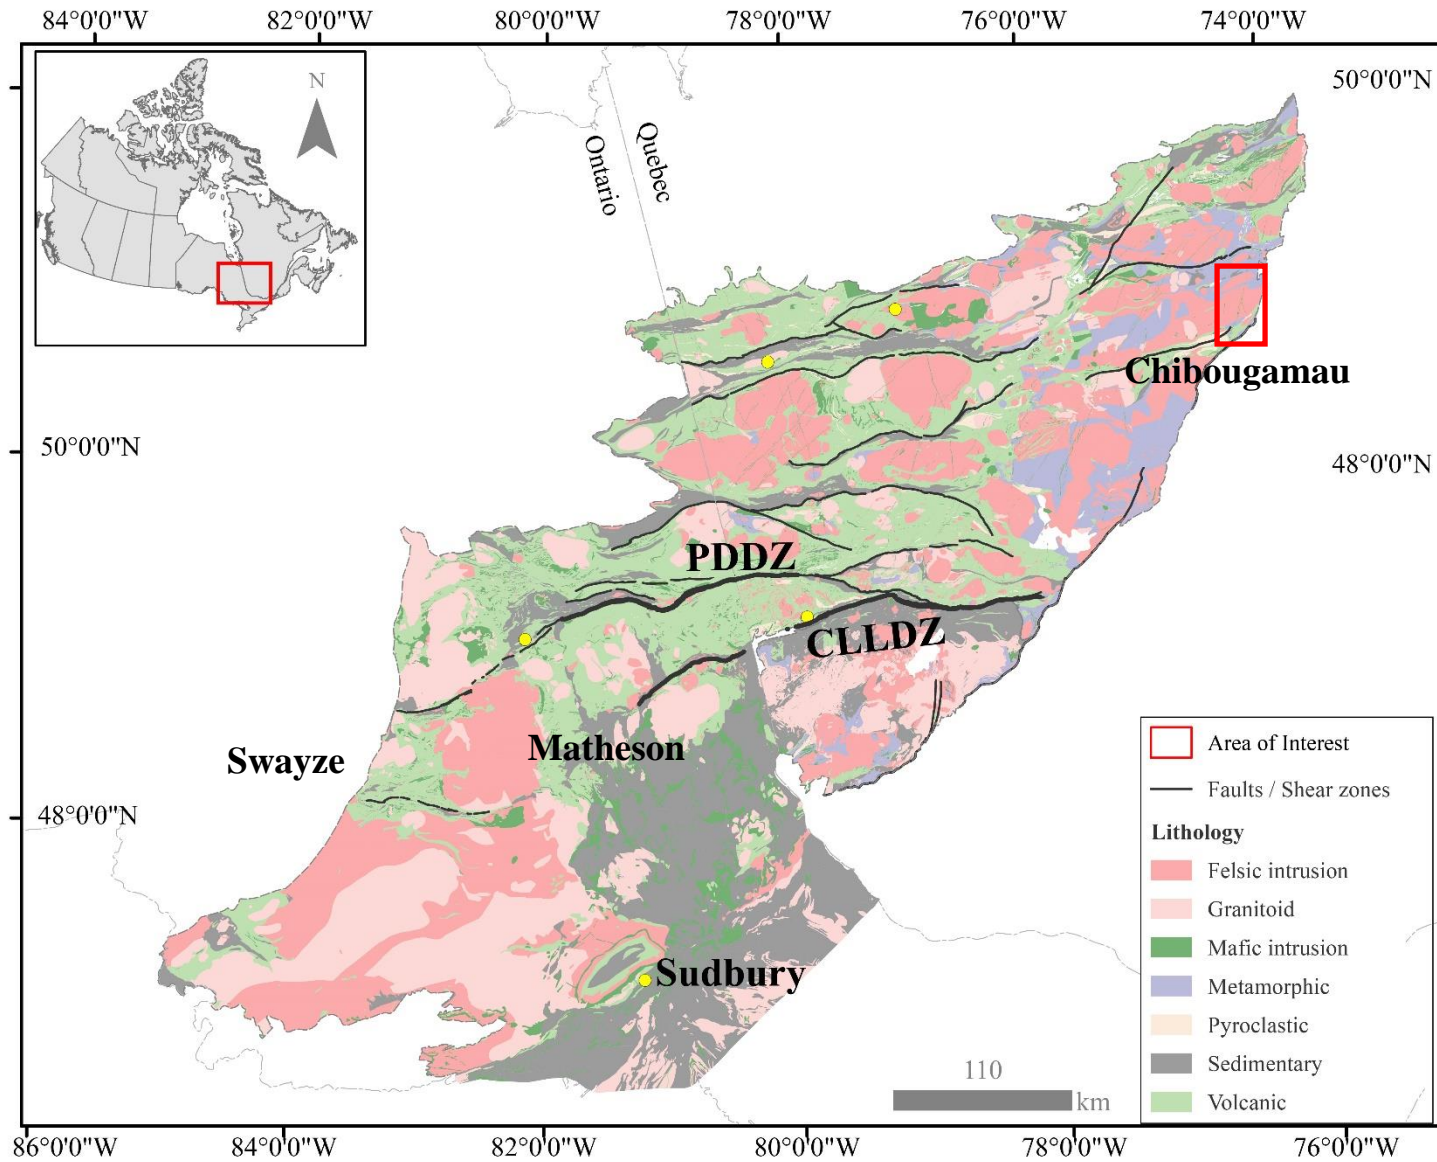 84°0'0"W 82°0'0"W 80°0'0"W 78°0'0"W 76°0'0"W 74°0'0"W
50°0'0"N
N
Quebec
Ontario
Chibougamau
50°0'0"N
48°0'0"N
PDDZ
CLLDZ
Matheson
Swayze
48°0'0"N
Sudbury
Area of Interest
Faults / Shear zones
Lithology
Felsic intrusion
Granitoid
Mafic intrusion
Metamorphic
Pyroclastic
Sedimentary
Volcanic
110
km
86°0'0"W 84°0'0"W 82°0'0"W 80°0'0"W 78°0'0"W 76°0'0"W